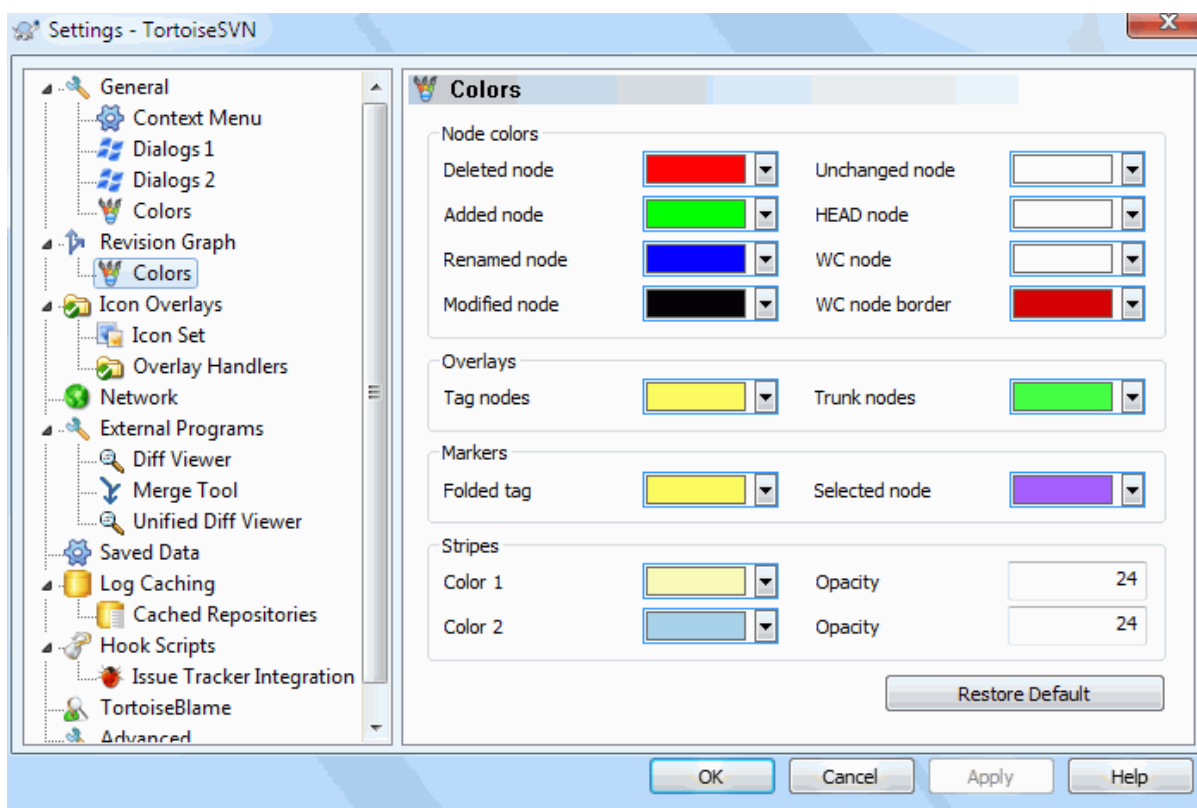 Settings - TortoiseSVN
General
Context Menu
Dialogs 1
Dialogs 2
Colors
Revision Graph
Colors
Icon Overlays
Icon Set
Overlay Handlers
Network
External Programs
Diff Viewer
Merge Tool
Unified Diff Viewer
Saved Data
Log Caching
Cached Repositories
Hook Scripts
Issue Tracker Integration
TortoiseBlame
Advanced
Colors
Node colors
Deleted node
Unchanged node
Added node
HEAD node
Renamed node
WC node
Modified node
WC node border
Overlays
Tag nodes
Trunk nodes
Markers
Folded tag
Selected node
Stripes
Color 1
Opacity
24
Color 2
Opacity
24
Restore Default
OK
Cancel
Apply
Help